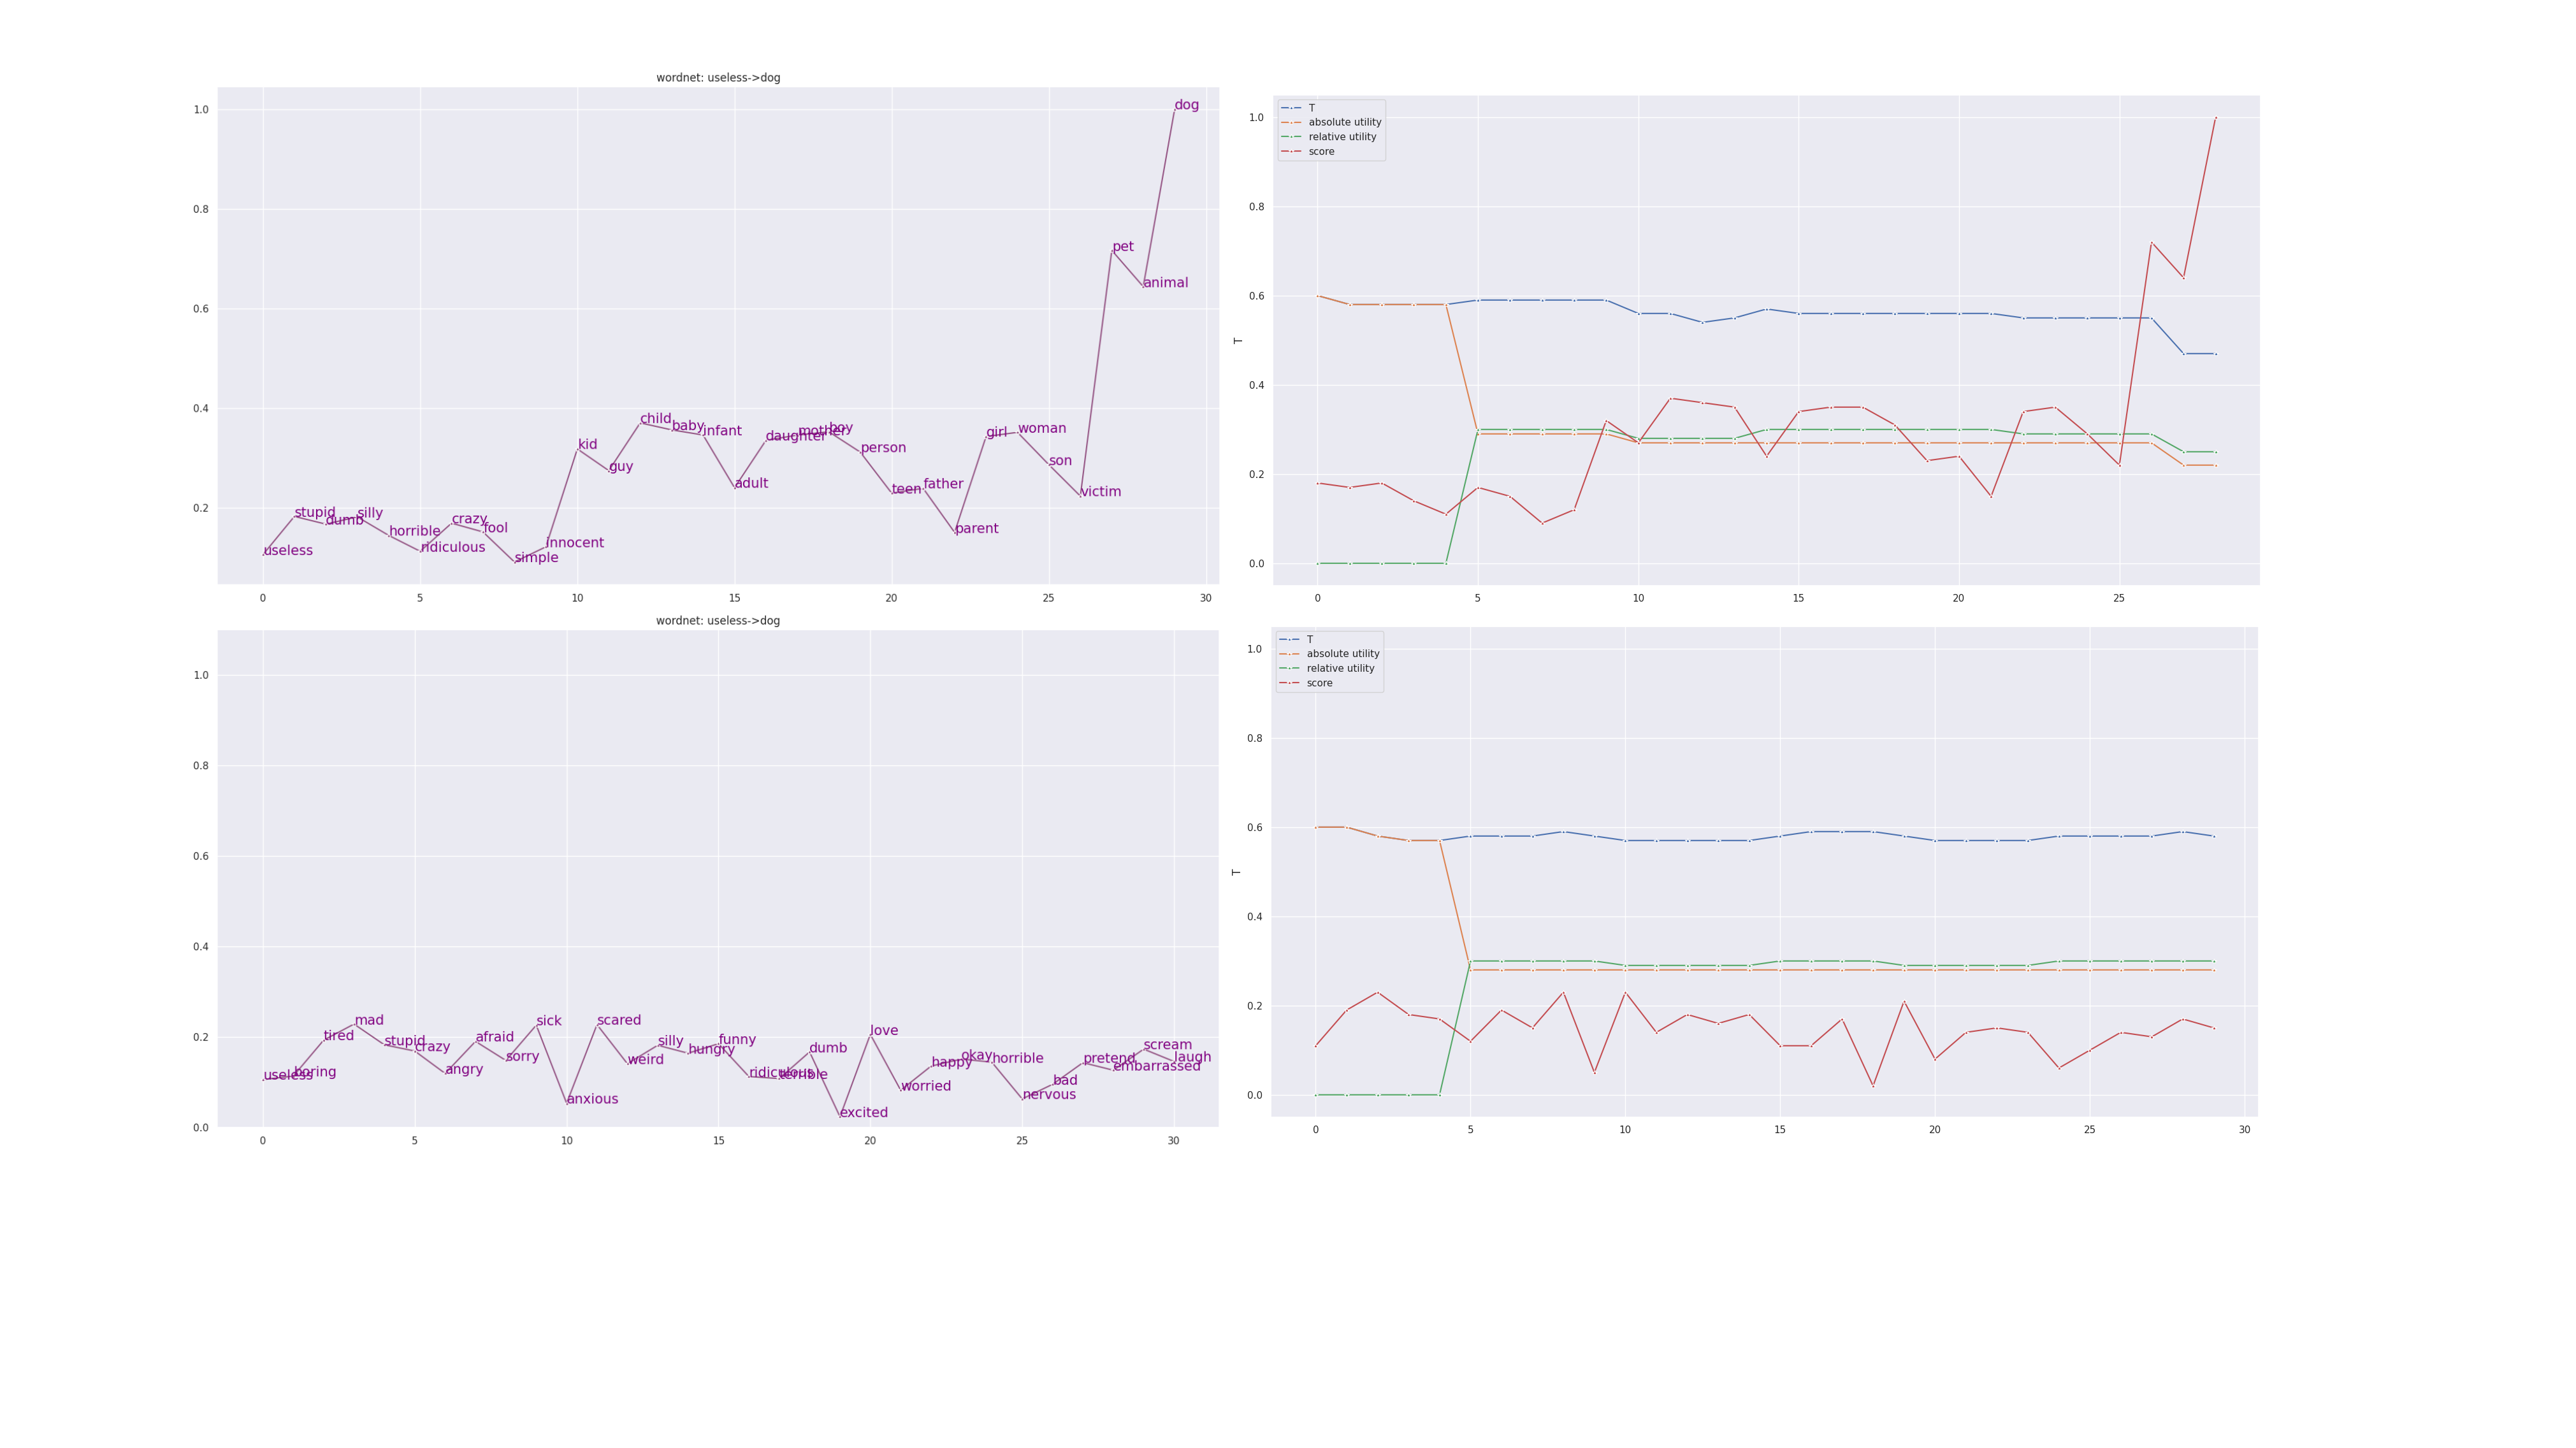 wordnet: useless->dog
1.0
0.8
0.6
0.4
0.2
dog
pet
animal
child
baby
infant
kid
guy
adult
daughter
mother
boy
person
teen
father
parent
girl
woman
son
victim
useless
stupid
dumb
silly
horrible
ridiculous
crazy
fool
simple
innocent
0 5 10 15 20 25 30
T
absolute utility
relative utility
score
T
1.0
0.8
0.6
0.4
0.2
0.0
0 5 10 15 20 25
wordnet: useless->dog
1.0
0.8
0.6
0.4
0.2
0.0
useless
boring
tired
mad
stupid
crazy
angry
afraid
sorry
sick
anxious
scared
weird
silly
hungry
funny
ridiculous
terrible
dumb
excited
love
worried
happy
okay
horrible
nervous
bad
pretend
embarrassed
scream
laugh
0 5 10 15 20 25 30
T
absolute utility
relative utility
score
T
1.0
0.8
0.6
0.4
0.2
0.0
0 5 10 15 20 25 30